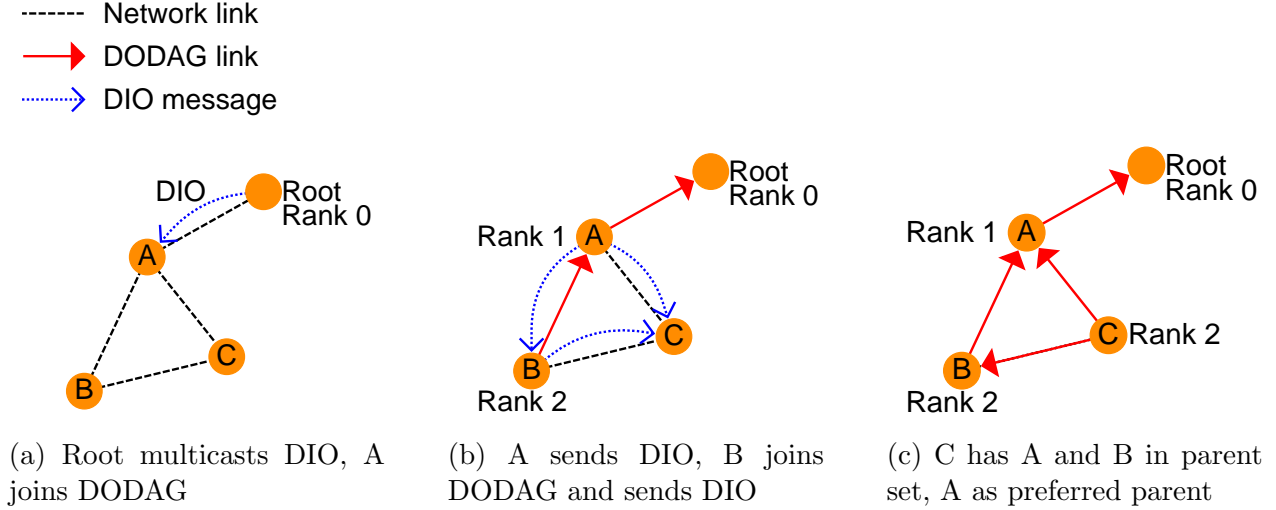 Network link
DODAG link
DIO message
DIO
Root
Rank 0
A
C
B
(a) Root multicasts DIO, A
joins DODAG
Root
Rank 0
Rank 1
A
C
B
Rank 2
(b) A sends DIO, B joins
DODAG and sends DIO
Root
Rank 0
Rank 1
A
C
Rank 2
B
Rank 2
(c) C has A and B in parent
set, A as preferred parent